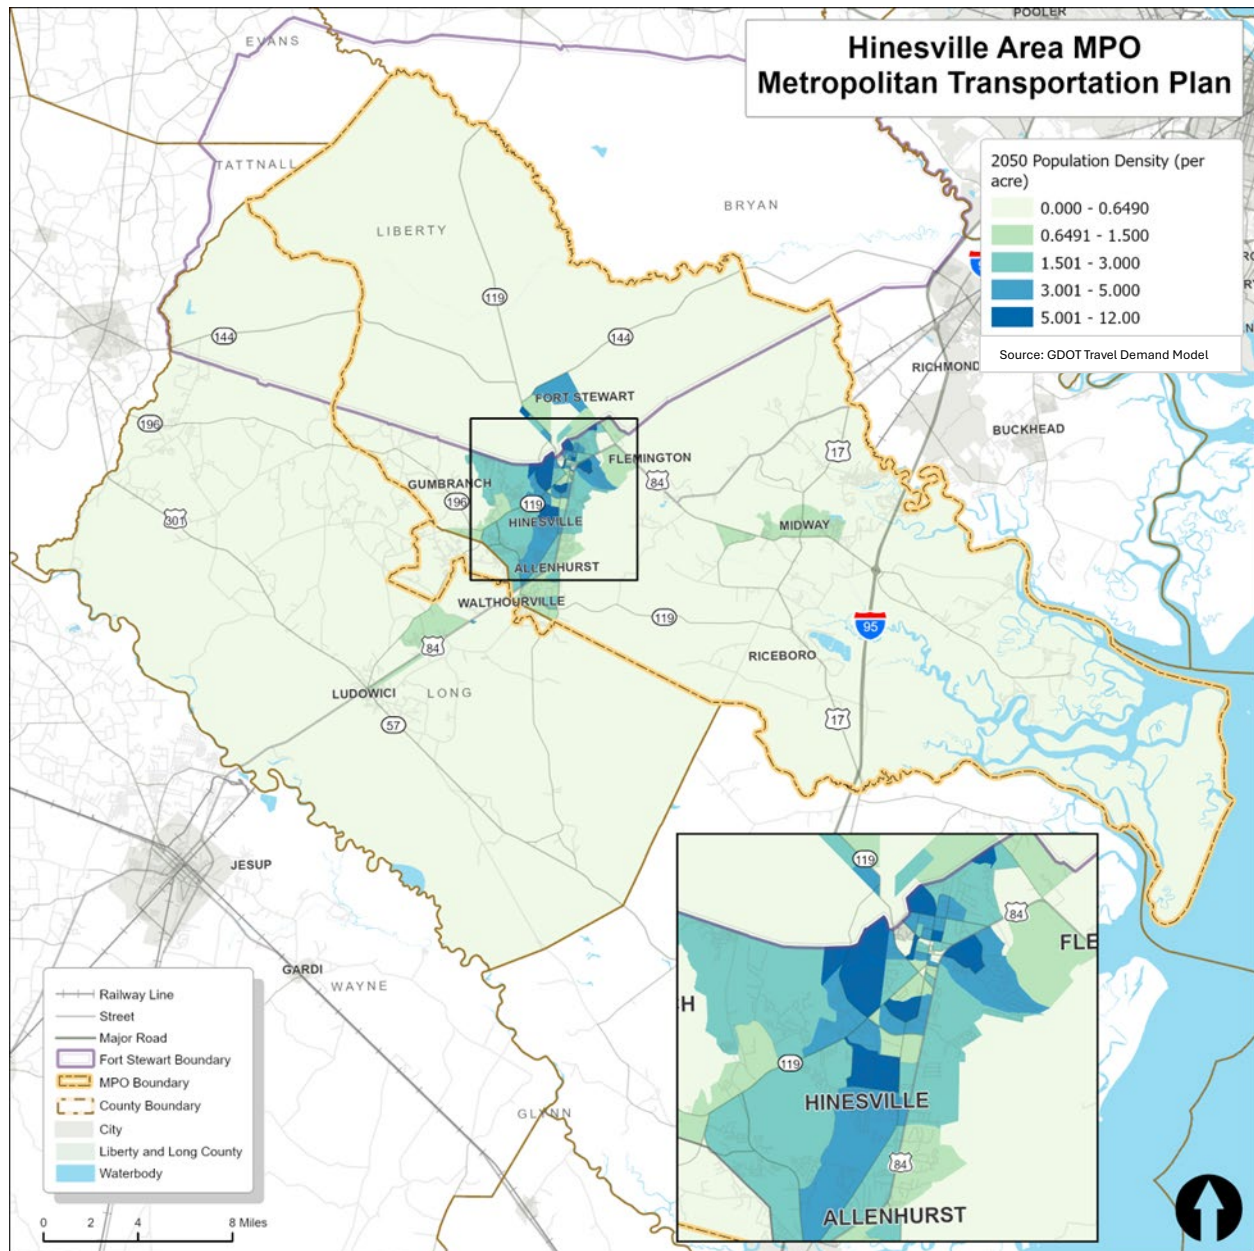 POOLER
EVANS
Hinesville Area MPO
Metropolitan Transportation Plan
TATTNALL
2050 Population Density (per
acre)
0.000 - 0.6490
0.6491 - 1.500
1.501 - 3.000
3.001 - 5.000
5.001 - 12.00
Source: GDOT Travel Demand Model
BRYAN
LIBERTY
119
144
144
RICHMOND
FORT STEWART
196
BUCKHEAD
17
FLEMINGTON
84
GUMBRANCH
196
119
301
HINESVILLE
MIDWAY
ALLENHURST
WALTHOURVILLE
119
95
84
RICEBORO
LUDOWICI
LONG
57
17
JESUP
119
84
FLE
GARDI
WAYNE
H
119
HINESVILLE
84
ALLENHURST
GLYNN
Railway Line
Street
Major Road
Fort Stewart Boundary
MPO Boundary
County Boundary
City
Liberty and Long County
Waterbody
0 2 4 8 Miles